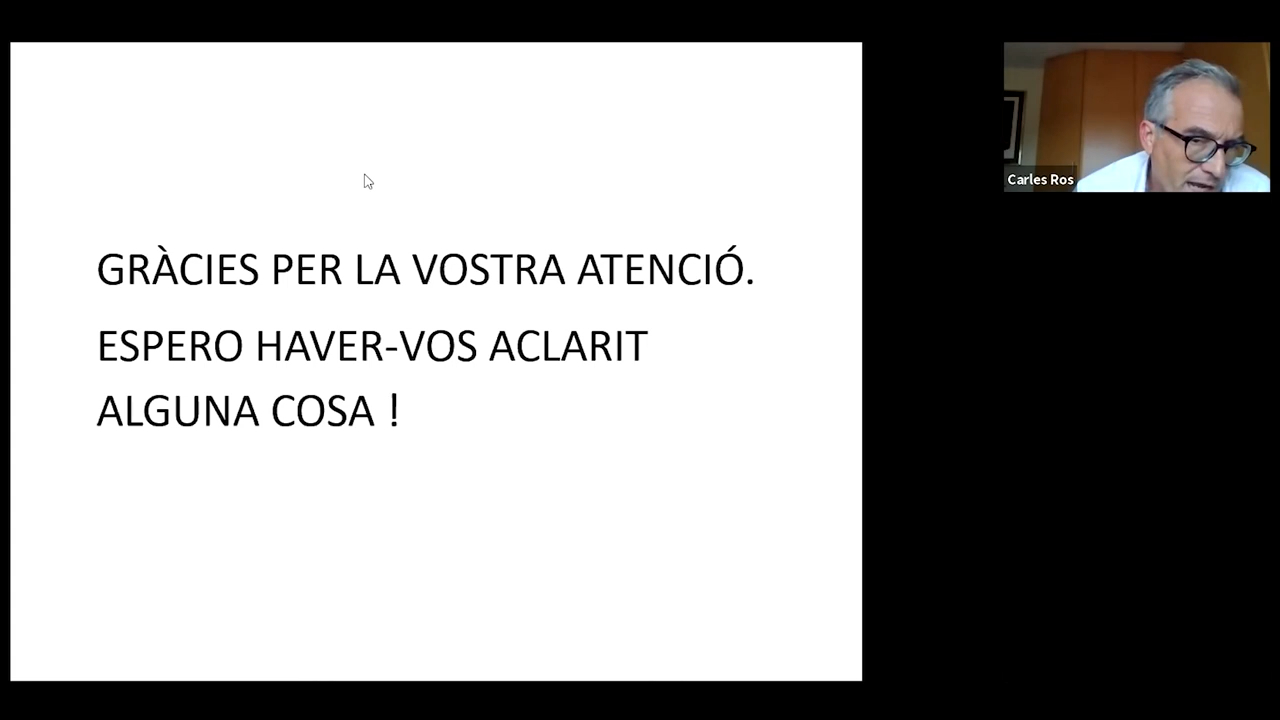 GRÀCIES PER LA VOSTRA ATENCIÓ.
ESPERO HAVER-VOS ACLARIT
ALGUNA COSA !
Carles Ros